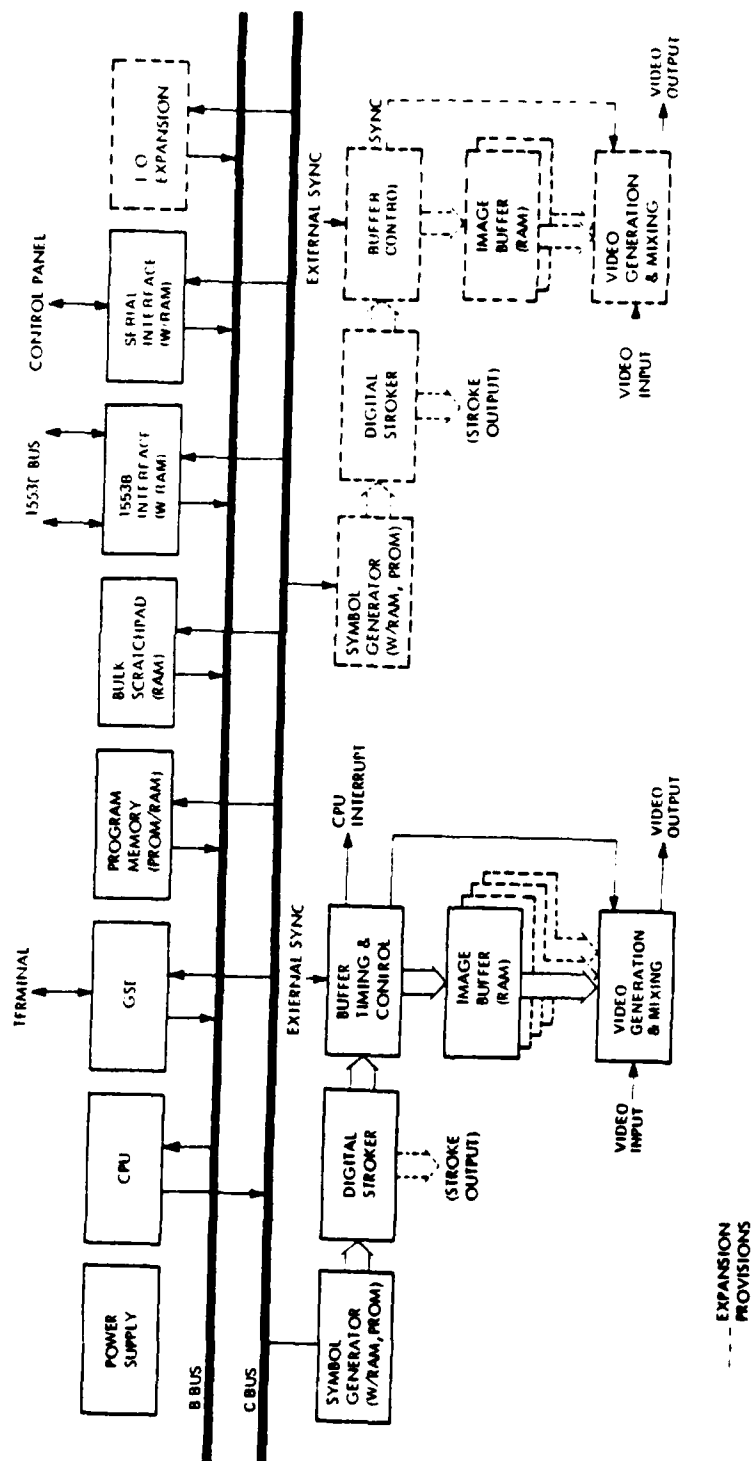 POWER
SUPPLY
CPU
TERMINAL
GSE
PROGRAM
MEMORY
(PROM/RAM)
BULK
SCRATCHPAD
(RAM)
1553B BUS
1553B
INTERFACE
(W/RAM)
CONTROL PANEL
SERIAL
INTERFACE
(W/RAM)
I/O
EXPANSION
B BUS
C BUS
SYMBOL
GENERATOR
(W/RAM, PROM)
DIGITAL
STROKER
(STROKE
OUTPUT)
EXTERNAL SYNC
BUFFER
TIMING &
CONTROL
CPU
INTERRUPT
IMAGE
BUFFER
(RAM)
VIDEO
INPUT
VIDEO
GENERATION
& MIXING
VIDEO
OUTPUT
SYMBOL
GENERATOR
(W/RAM, PROM)
DIGITAL
STROKER
(STROKE
OUTPUT)
EXTERNAL SYNC
BUFFER
CONTROL
SYNC
IMAGE
BUFFER
(RAM)
VIDEO
INPUT
VIDEO
GENERATION
& MIXING
VIDEO
OUTPUT
--- EXPANSION
PROVISIONS